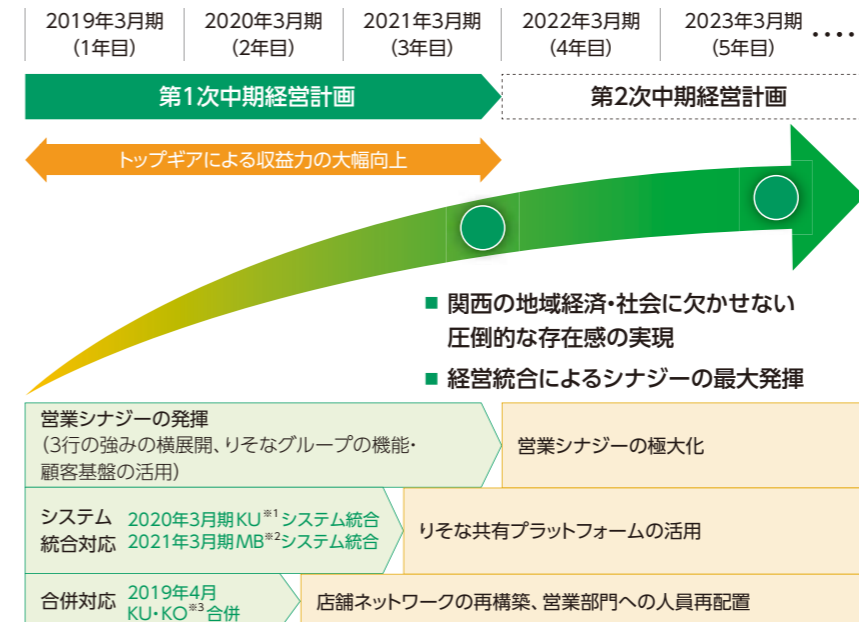 2019年3月期 2020年3月期 2021年3月期 2022年3月期 2023年3月期 ‥‥
(1年目) (2年目) (3年目) (4年目) (5年目)
第1次中期経営計画 第2次中期経営計画
トップギアによる収益力の大幅向上
■ 関西の地域経済・社会に欠かせない
圧倒的な存在感の実現
■ 経営統合によるシナジーの最大発揮
営業シナジーの発揮
(3行の強みの横展開、りそなグループの機能・
顧客基盤の活用)
営業シナジーの極大化
システム 2020年3月期KU※1システム統合
統合対応 2021年3月期MB※2システム統合
りそな共有プラットフォームの活用
合併対応 2019年4月
KU・KO※3合併
店舗ネットワークの再構築、営業部門への人員再配置